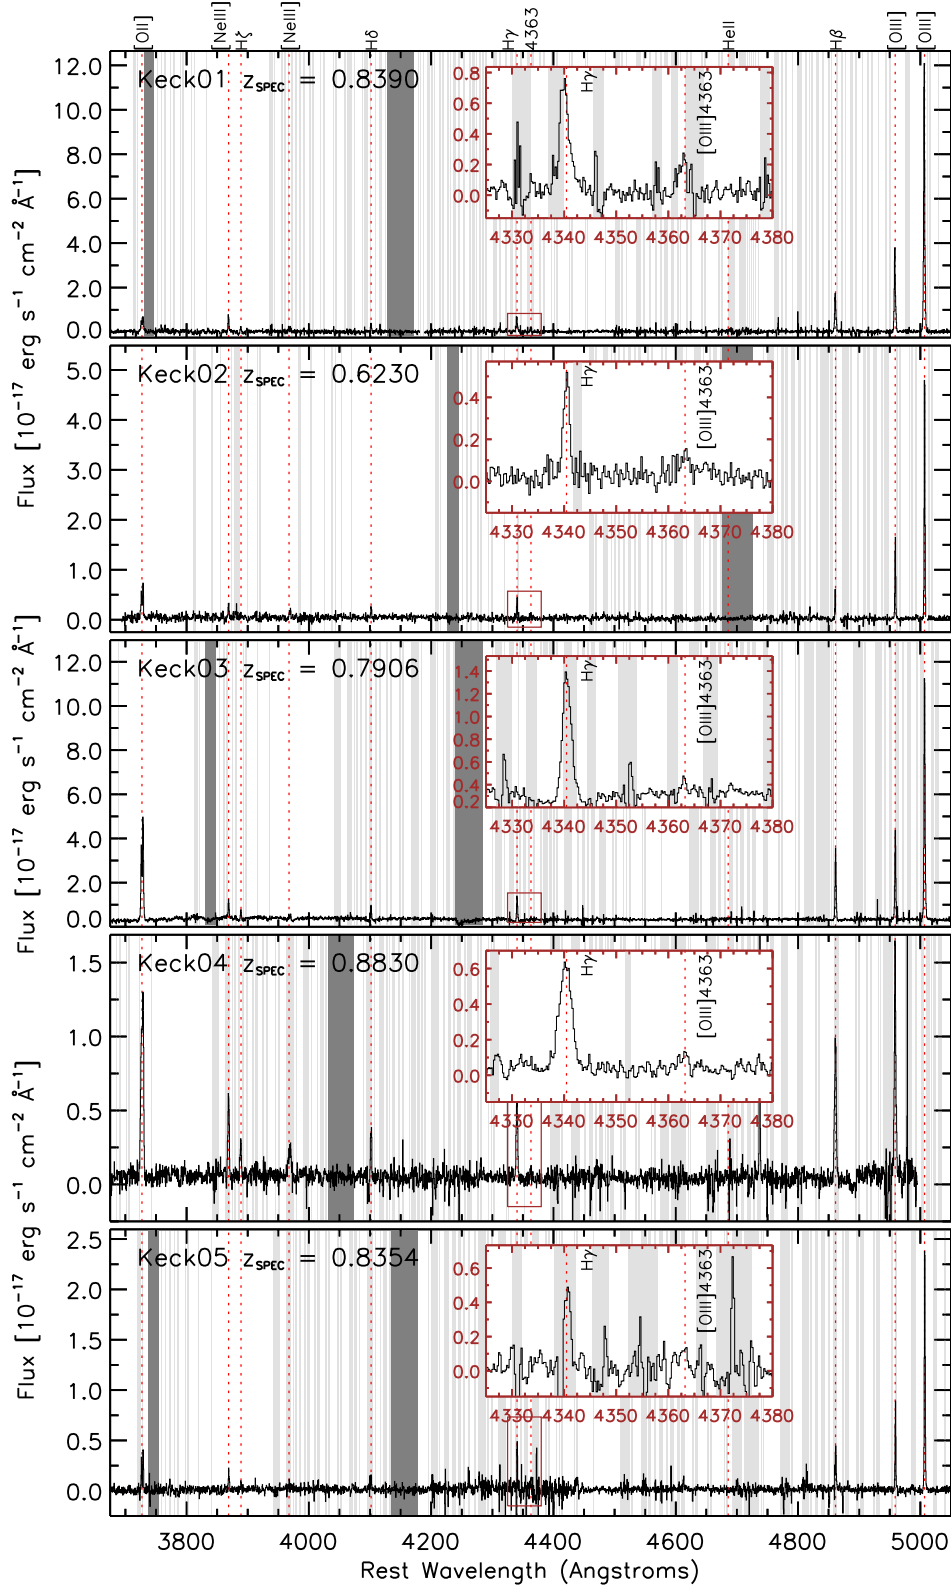 [OII] [NeIII] Hζ [NeIII] Hδ Hγ 4363 HeII Hβ [OIII] [OIII]
Keck01 zSPEC = 0.8390
12.0
10.0
8.0
6.0
4.0
2.0
0.0
Hγ
[OIII]4363
0.8
0.6
0.4
0.2
0.0
4330 4340 4350 4360 4370 4380
Flux [10⁻¹⁷ erg s⁻¹ cm⁻² Å⁻¹]
Keck02 zSPEC = 0.6230
5.0
4.0
3.0
2.0
1.0
0.0
Hγ
[OIII]4363
0.4
0.2
0.0
4330 4340 4350 4360 4370 4380
Flux [10⁻¹⁷ erg s⁻¹ cm⁻² Å⁻¹]
Keck03 zSPEC = 0.7906
12.0
10.0
8.0
6.0
4.0
2.0
0.0
Hγ
[OIII]4363
1.4
1.0
0.8
0.6
0.4
0.2
4330 4340 4350 4360 4370 4380
Keck04 zSPEC = 0.8830
1.5
1.0
0.5
0.0
Hγ
[OIII]4363
0.6
0.4
0.2
0.0
4330 4340 4350 4360 4370 4380
Flux [10⁻¹⁷ erg s⁻¹ cm⁻² Å⁻¹]
Keck05 zSPEC = 0.8354
2.5
2.0
1.5
1.0
0.5
0.0
Hγ
[OIII]4363
0.6
0.4
0.2
0.0
4330 4340 4350 4360 4370 4380
3800 4000 4200 4400 4600 4800 5000
Rest Wavelength (Angstroms)